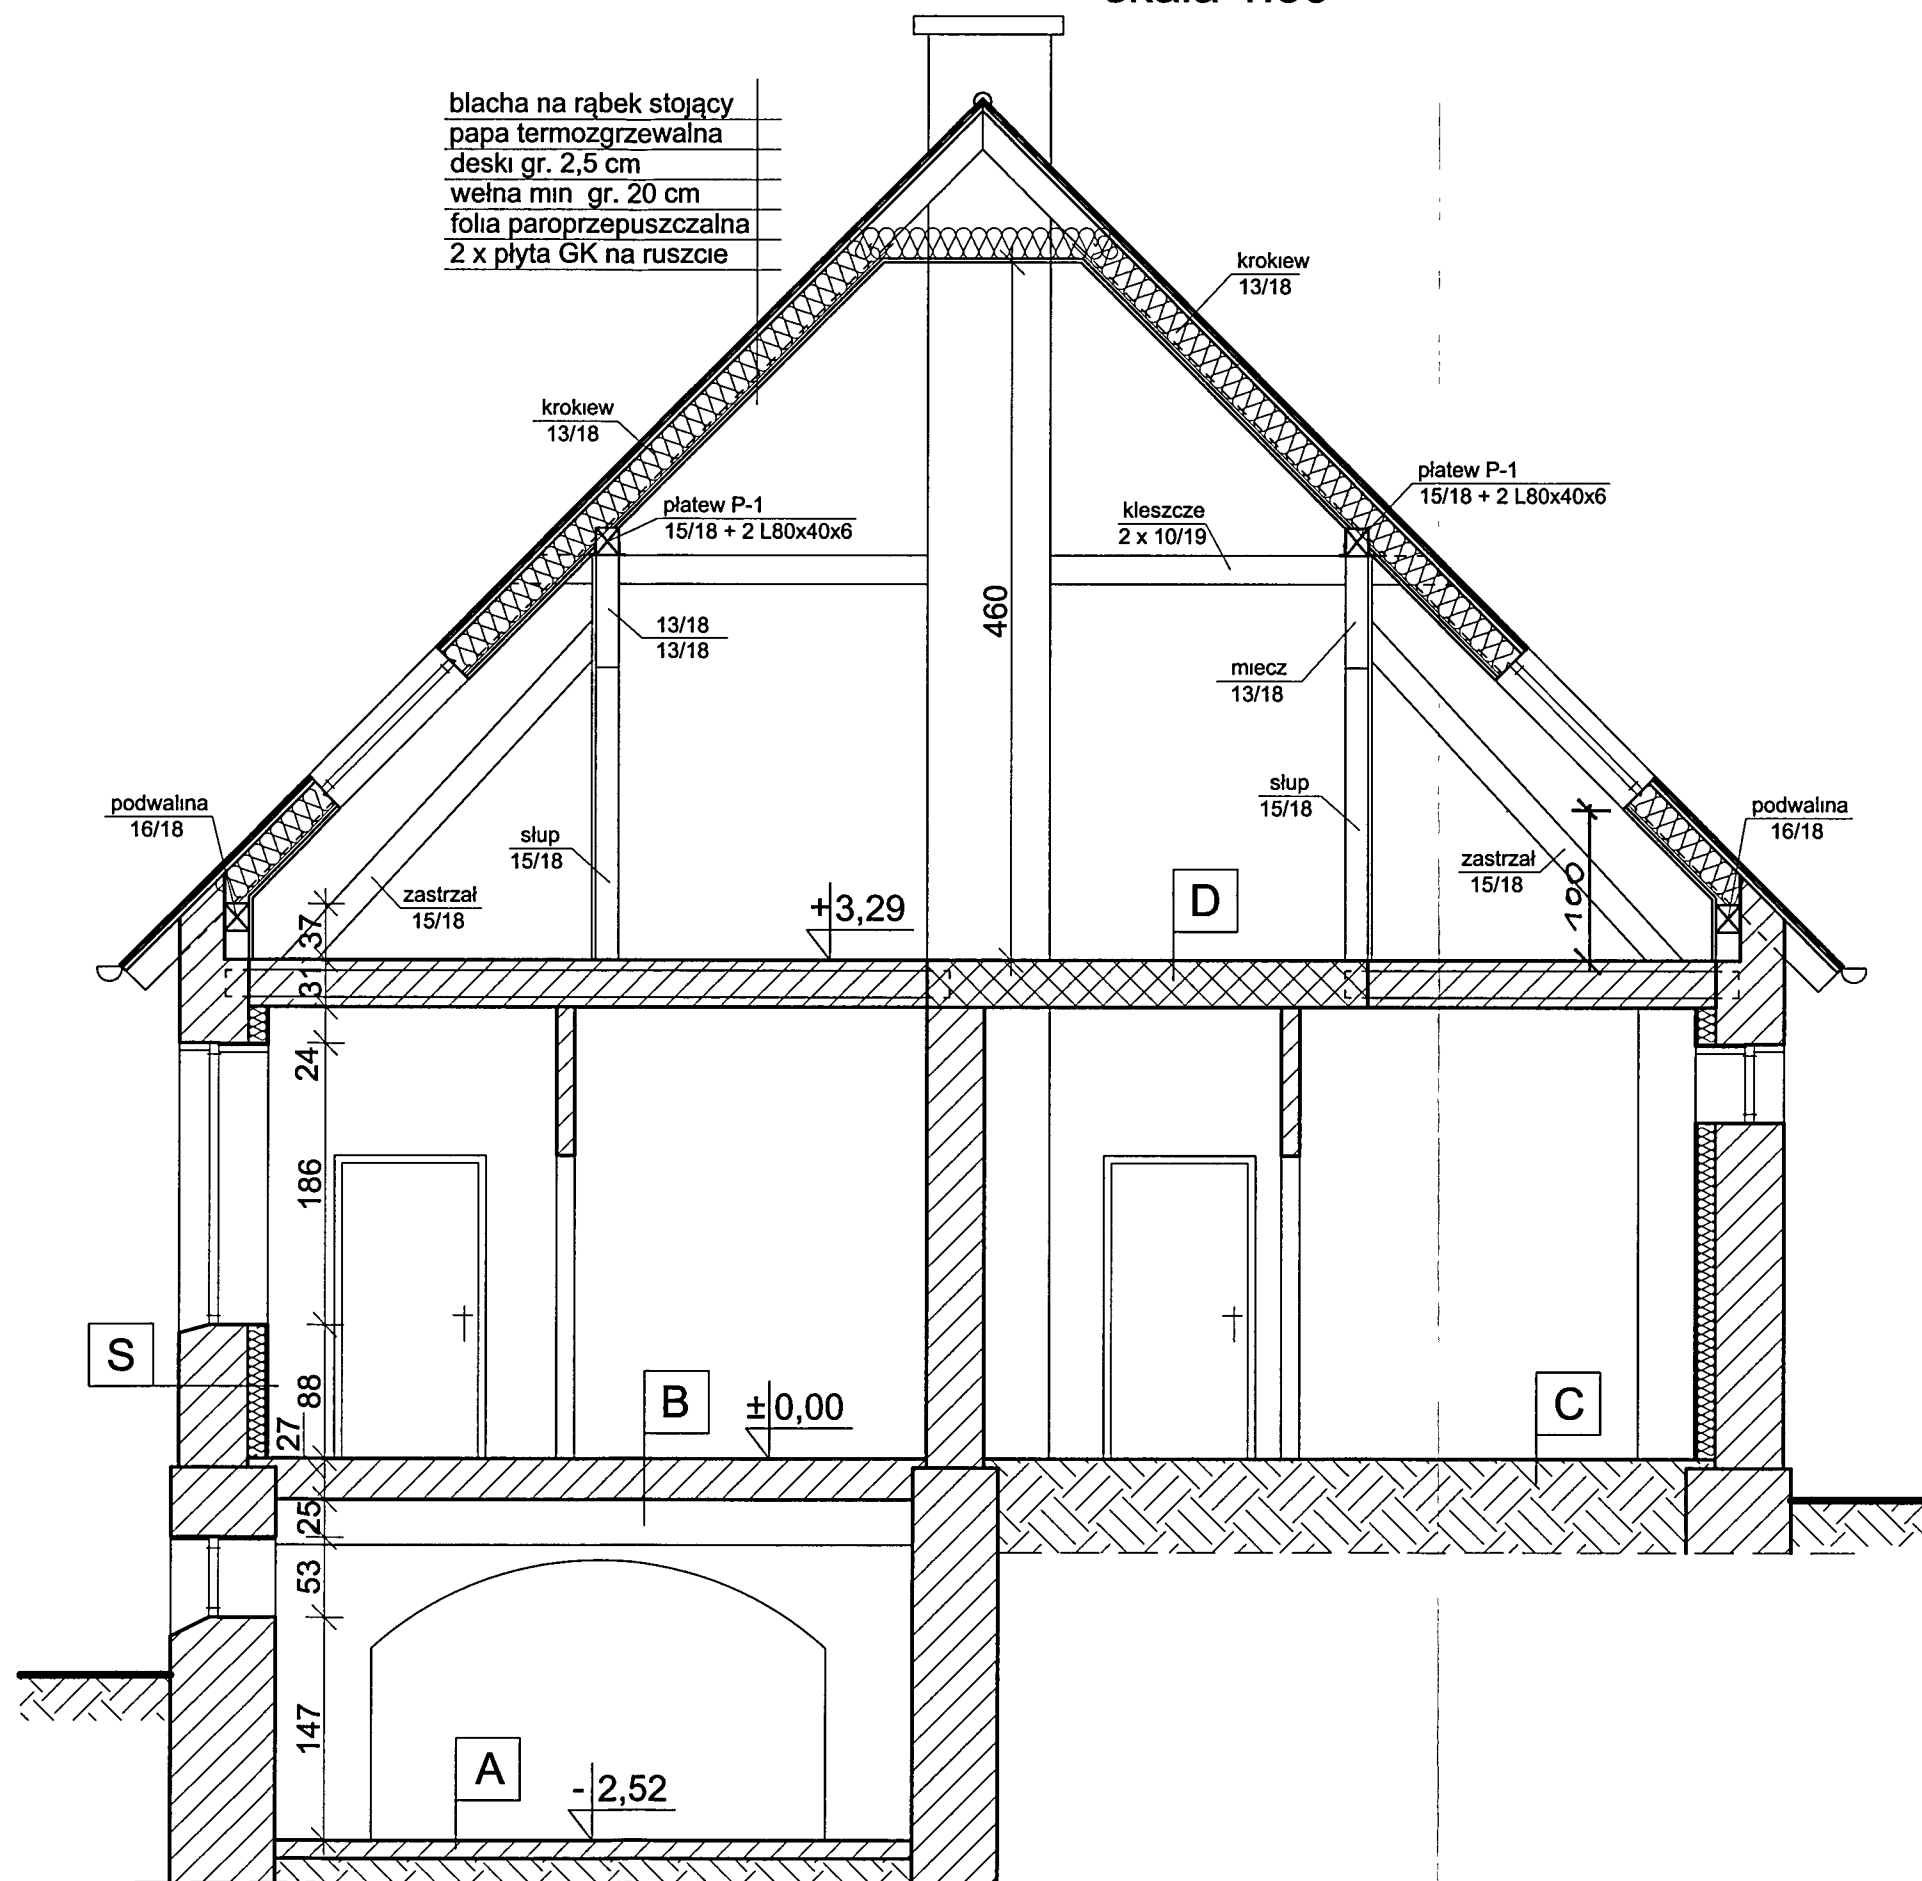 blacha na rąbek stojący
papa termozgrzewalna
deski gr. 2,5 cm
wełna min gr. 20 cm
folia paroprzepuszczalna
2 x płyta GK na ruszcie
krokiew
13/18
krokiew
13/18
płatew P-1
15/18 + 2 L80x40x6
płatew P-1
15/18 + 2 L80x40x6
kleszcze
2 x 10/19
460
13/18
13/18
miecz
13/18
podwalina
16/18
słup
15/18
zastrzał
15/18
słup
15/18
zastrzał
15/18
100
podwalina
16/18
+3,29
D
37
31
24
186
88
27
S
B
±0,00
C
25
53
147
A
-2,52